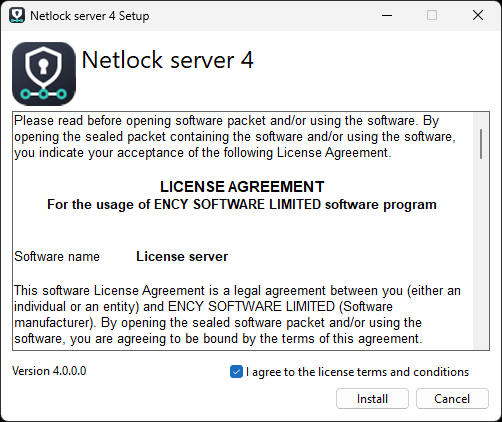 Netlock server 4 Setup
Netlock server 4
Please read before opening software packet and/or using the software. By
opening the sealed packet containing the software and/or using the software,
you indicate your acceptance of the following License Agreement.
LICENSE AGREEMENT
For the usage of ENCY SOFTWARE LIMITED software program
Software name License server
This software License Agreement is a legal agreement between you (either an
individual or an entity) and ENCY SOFTWARE LIMITED (Software
manufacturer). By opening the sealed software packet and/or using the
software, you are agreeing to be bound by the terms of this agreement.
Version 4.0.0.0 I agree to the license terms and conditions
Install Cancel